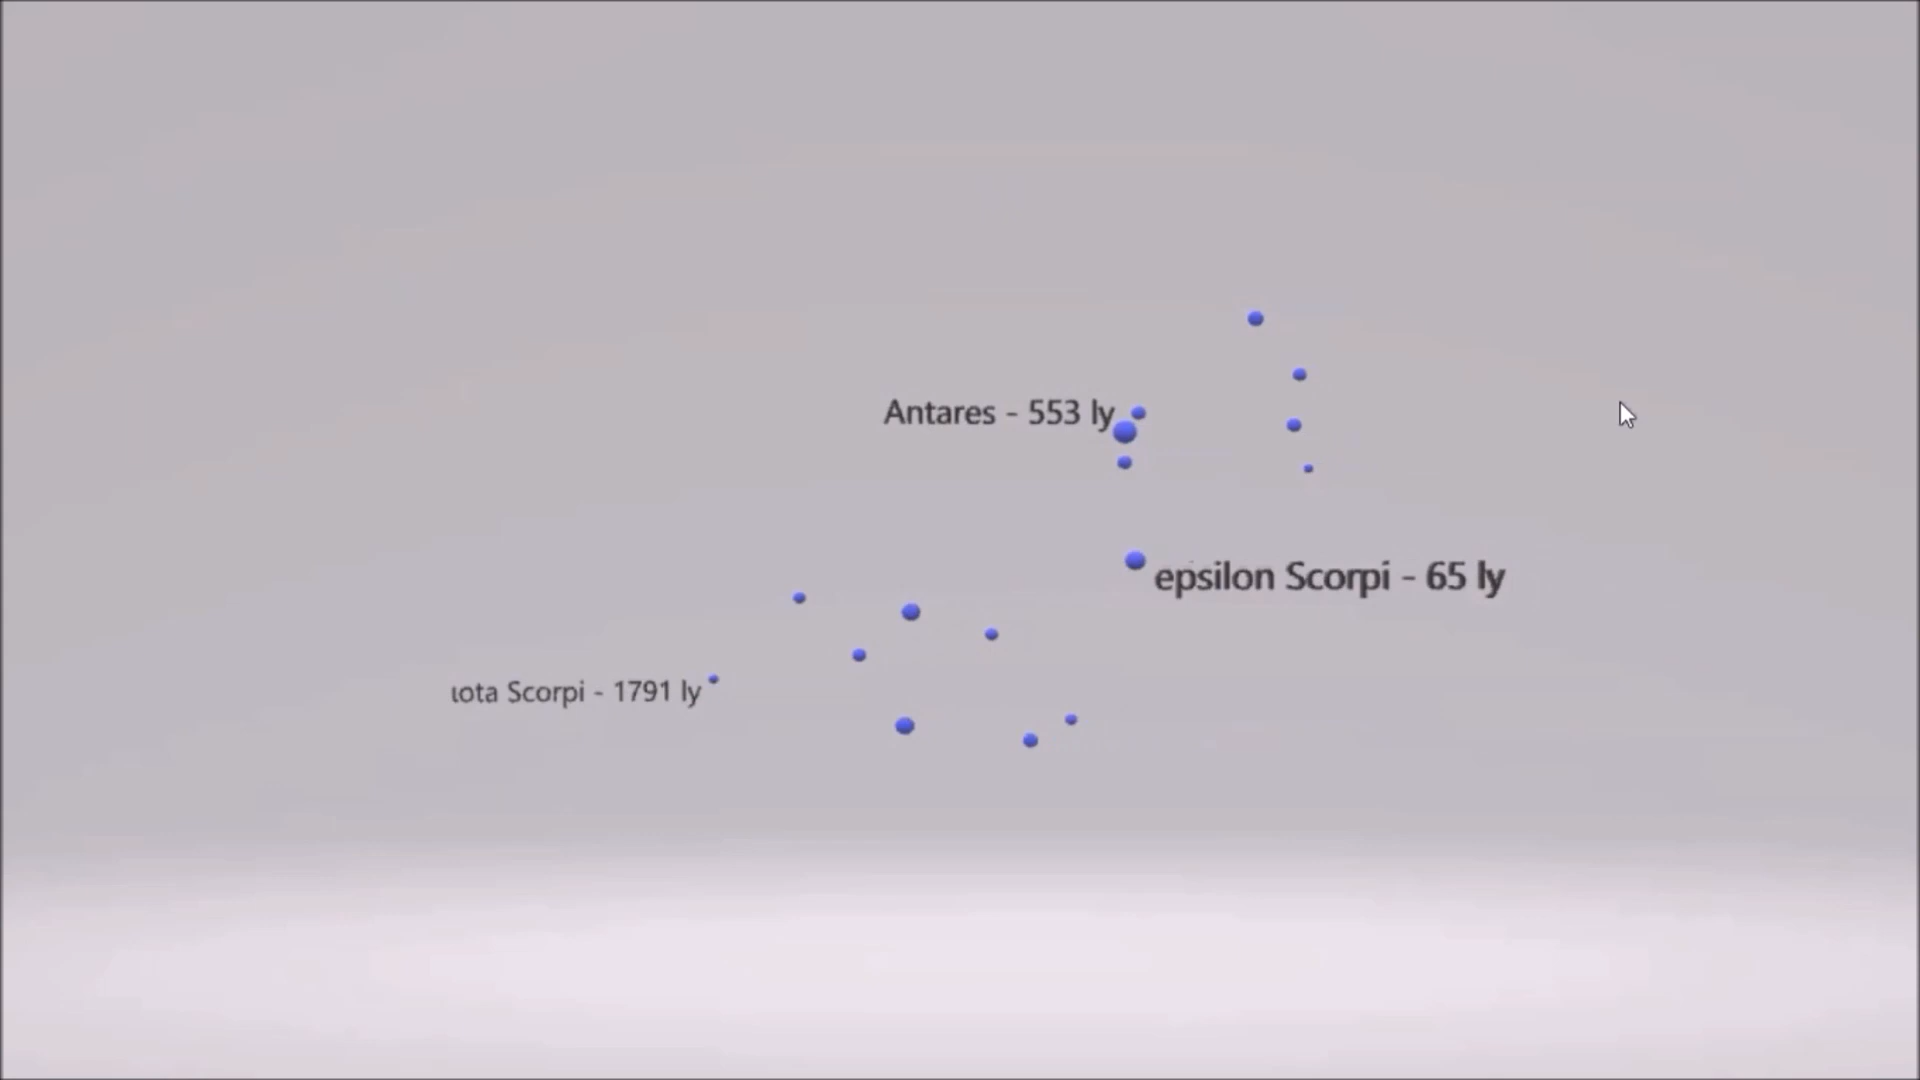 Antares - 553 ly
epsilon Scorpi - 65 ly
ιota Scorpi - 1791 ly